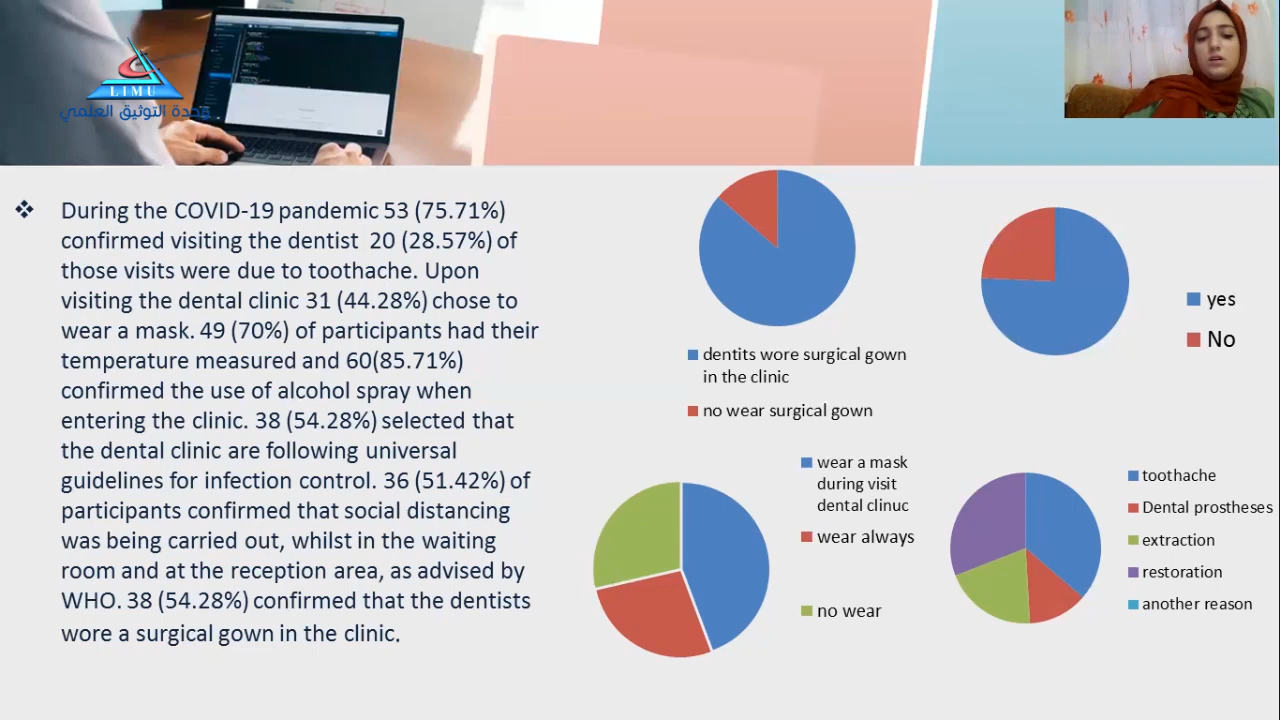 LIMU
وحدة التوثيق العلمي
❖ During the COVID-19 pandemic 53 (75.71%)
confirmed visiting the dentist 20 (28.57%) of
those visits were due to toothache. Upon
visiting the dental clinic 31 (44.28%) chose to
wear a mask. 49 (70%) of participants had their
temperature measured and 60(85.71%)
confirmed the use of alcohol spray when
entering the clinic. 38 (54.28%) selected that
the dental clinic are following universal
guidelines for infection control. 36 (51.42%) of
participants confirmed that social distancing
was being carried out, whilst in the waiting
room and at the reception area, as advised by
WHO. 38 (54.28%) confirmed that the dentists
wore a surgical gown in the clinic.
dentits wore surgical gown
in the clinic
no wear surgical gown
yes
No
wear a mask
during visit
dental clinuc
wear always
no wear
toothache
Dental prostheses
extraction
restoration
another reason